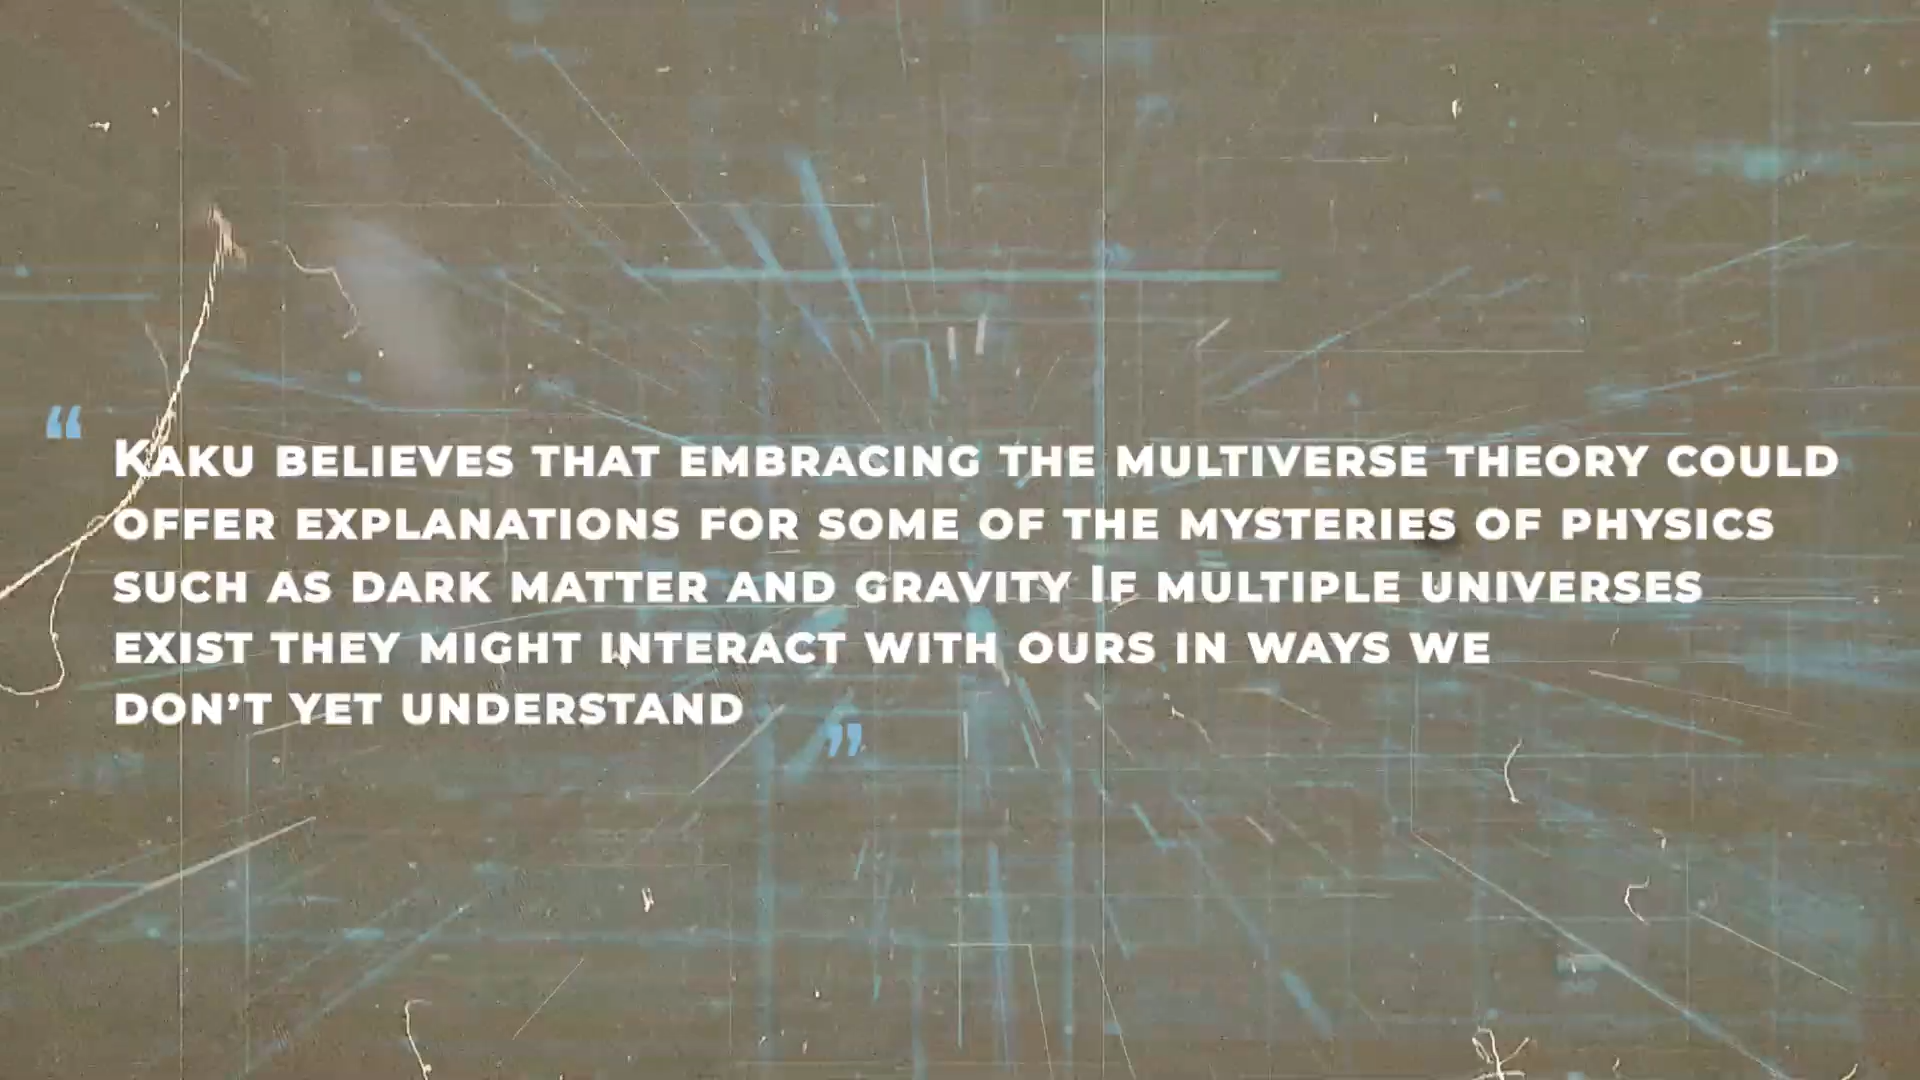 “Kaku believes that embracing the multiverse theory could
offer explanations for some of the mysteries of physics
such as dark matter and gravity If multiple universes
exist they might interact with ours in ways we
don’t yet understand”